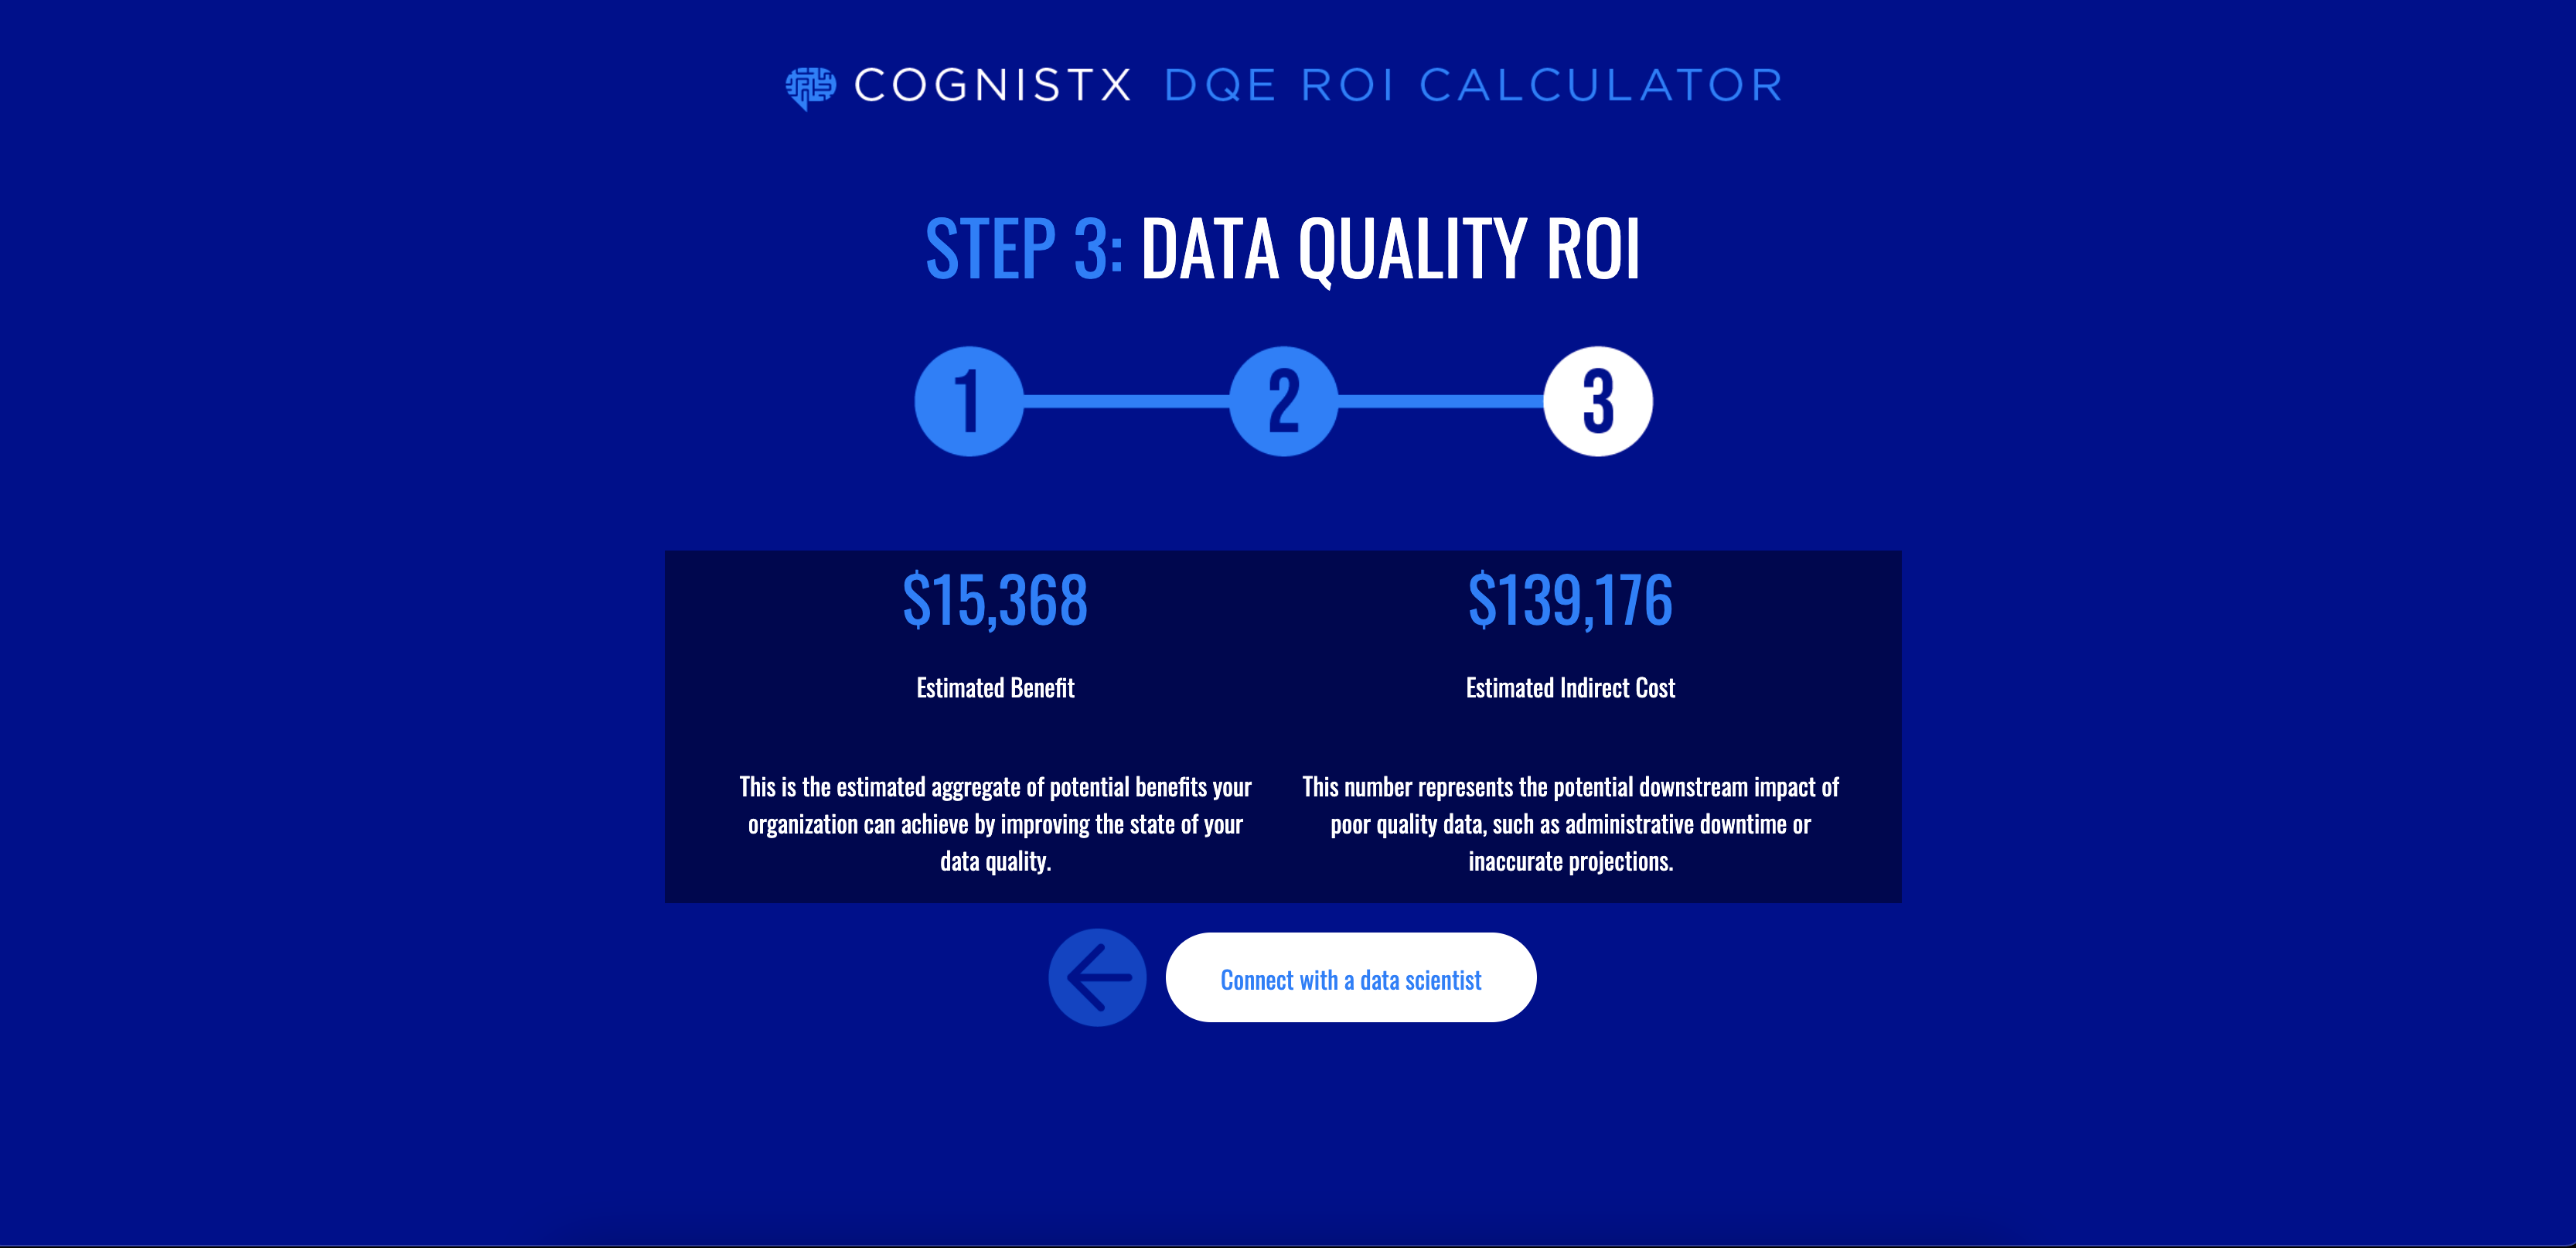 COGNISTX DQE ROI CALCULATOR
STEP 3: DATA QUALITY ROI
1 2 3
$15,368
Estimated Benefit
This is the estimated aggregate of potential benefits your
organization can achieve by improving the state of your
data quality.
$139,176
Estimated Indirect Cost
This number represents the potential downstream impact of
poor quality data, such as administrative downtime or
inaccurate projections.
Connect with a data scientist